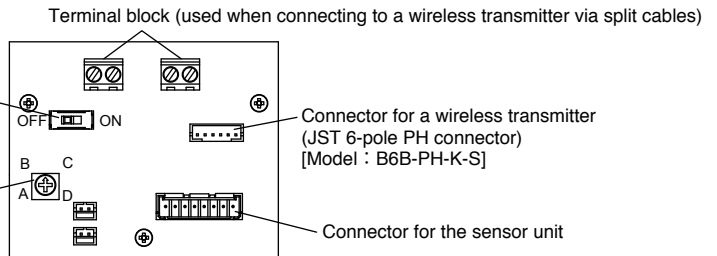 Terminal block (used when connecting to a wireless transmitter via split cables)
OFF ON
Connector for a wireless transmitter
(JST 6-pole PH connector)
[Model：B6B-PH-K-S]
B C
A D
Connector for the sensor unit